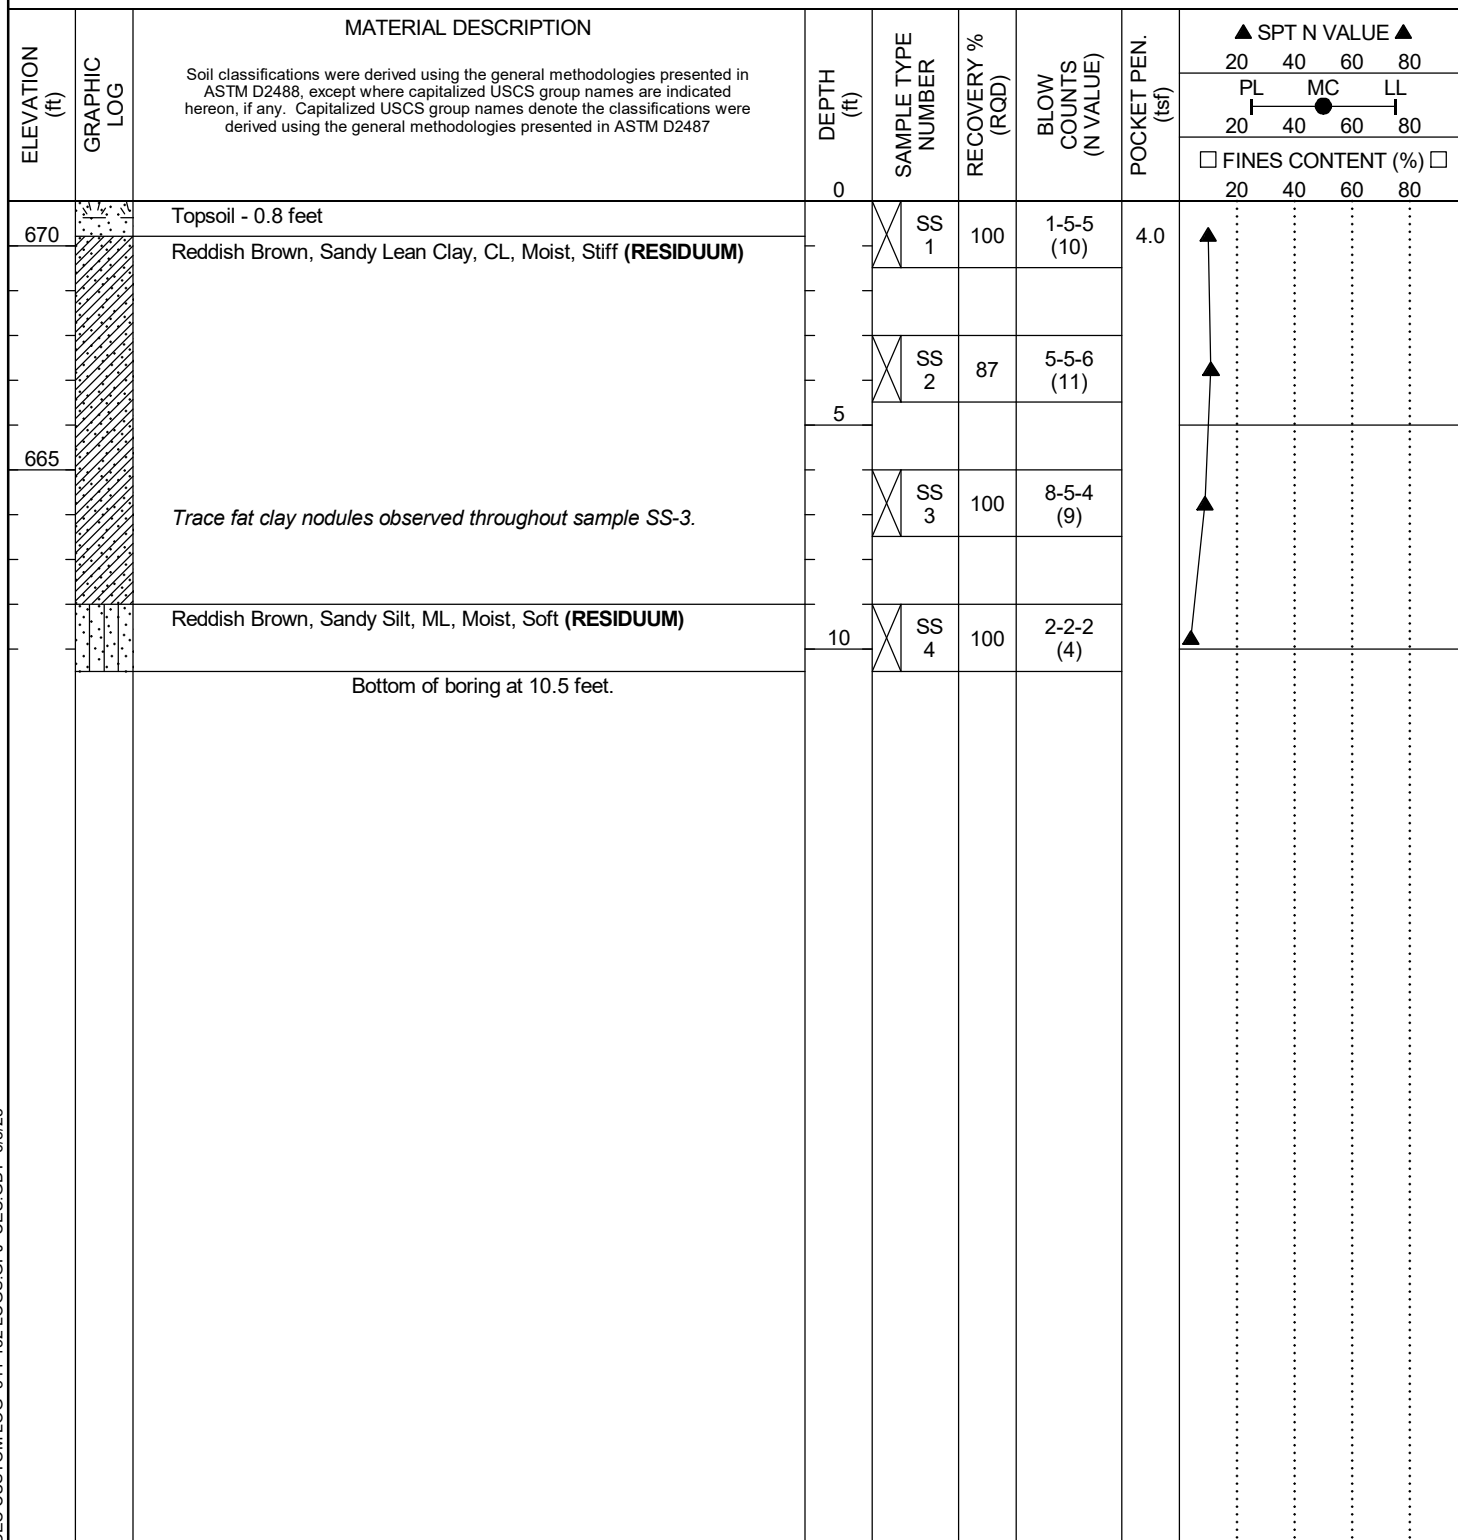 ELEVATION
(ft)
GRAPHIC
LOG
MATERIAL DESCRIPTION
Soil classifications were derived using the general methodologies presented in
ASTM D2488, except where capitalized USCS group names are indicated
hereon, if any. Capitalized USCS group names denote the classifications were
derived using the general methodologies presented in ASTM D2487
DEPTH
(ft)
0
SAMPLE TYPE
NUMBER
RECOVERY %
(RQD)
BLOW
COUNTS
(N VALUE)
POCKET PEN.
(tsf)
▲ SPT N VALUE ▲
20 40 60 80
PL MC LL
20 40 60 80
□ FINES CONTENT (%) □
20 40 60 80
Topsoil - 0.8 feet
670
Reddish Brown, Sandy Lean Clay, CL, Moist, Stiff (RESIDUUM)
SS
1
100
1-5-5
(10)
4.0
SS
2
87
5-5-6
(11)
5
665
SS
3
100
8-5-4
(9)
Trace fat clay nodules observed throughout sample SS-3.
Reddish Brown, Sandy Silt, ML, Moist, Soft (RESIDUUM)
10
SS
4
100
2-2-2
(4)
Bottom of boring at 10.5 feet.